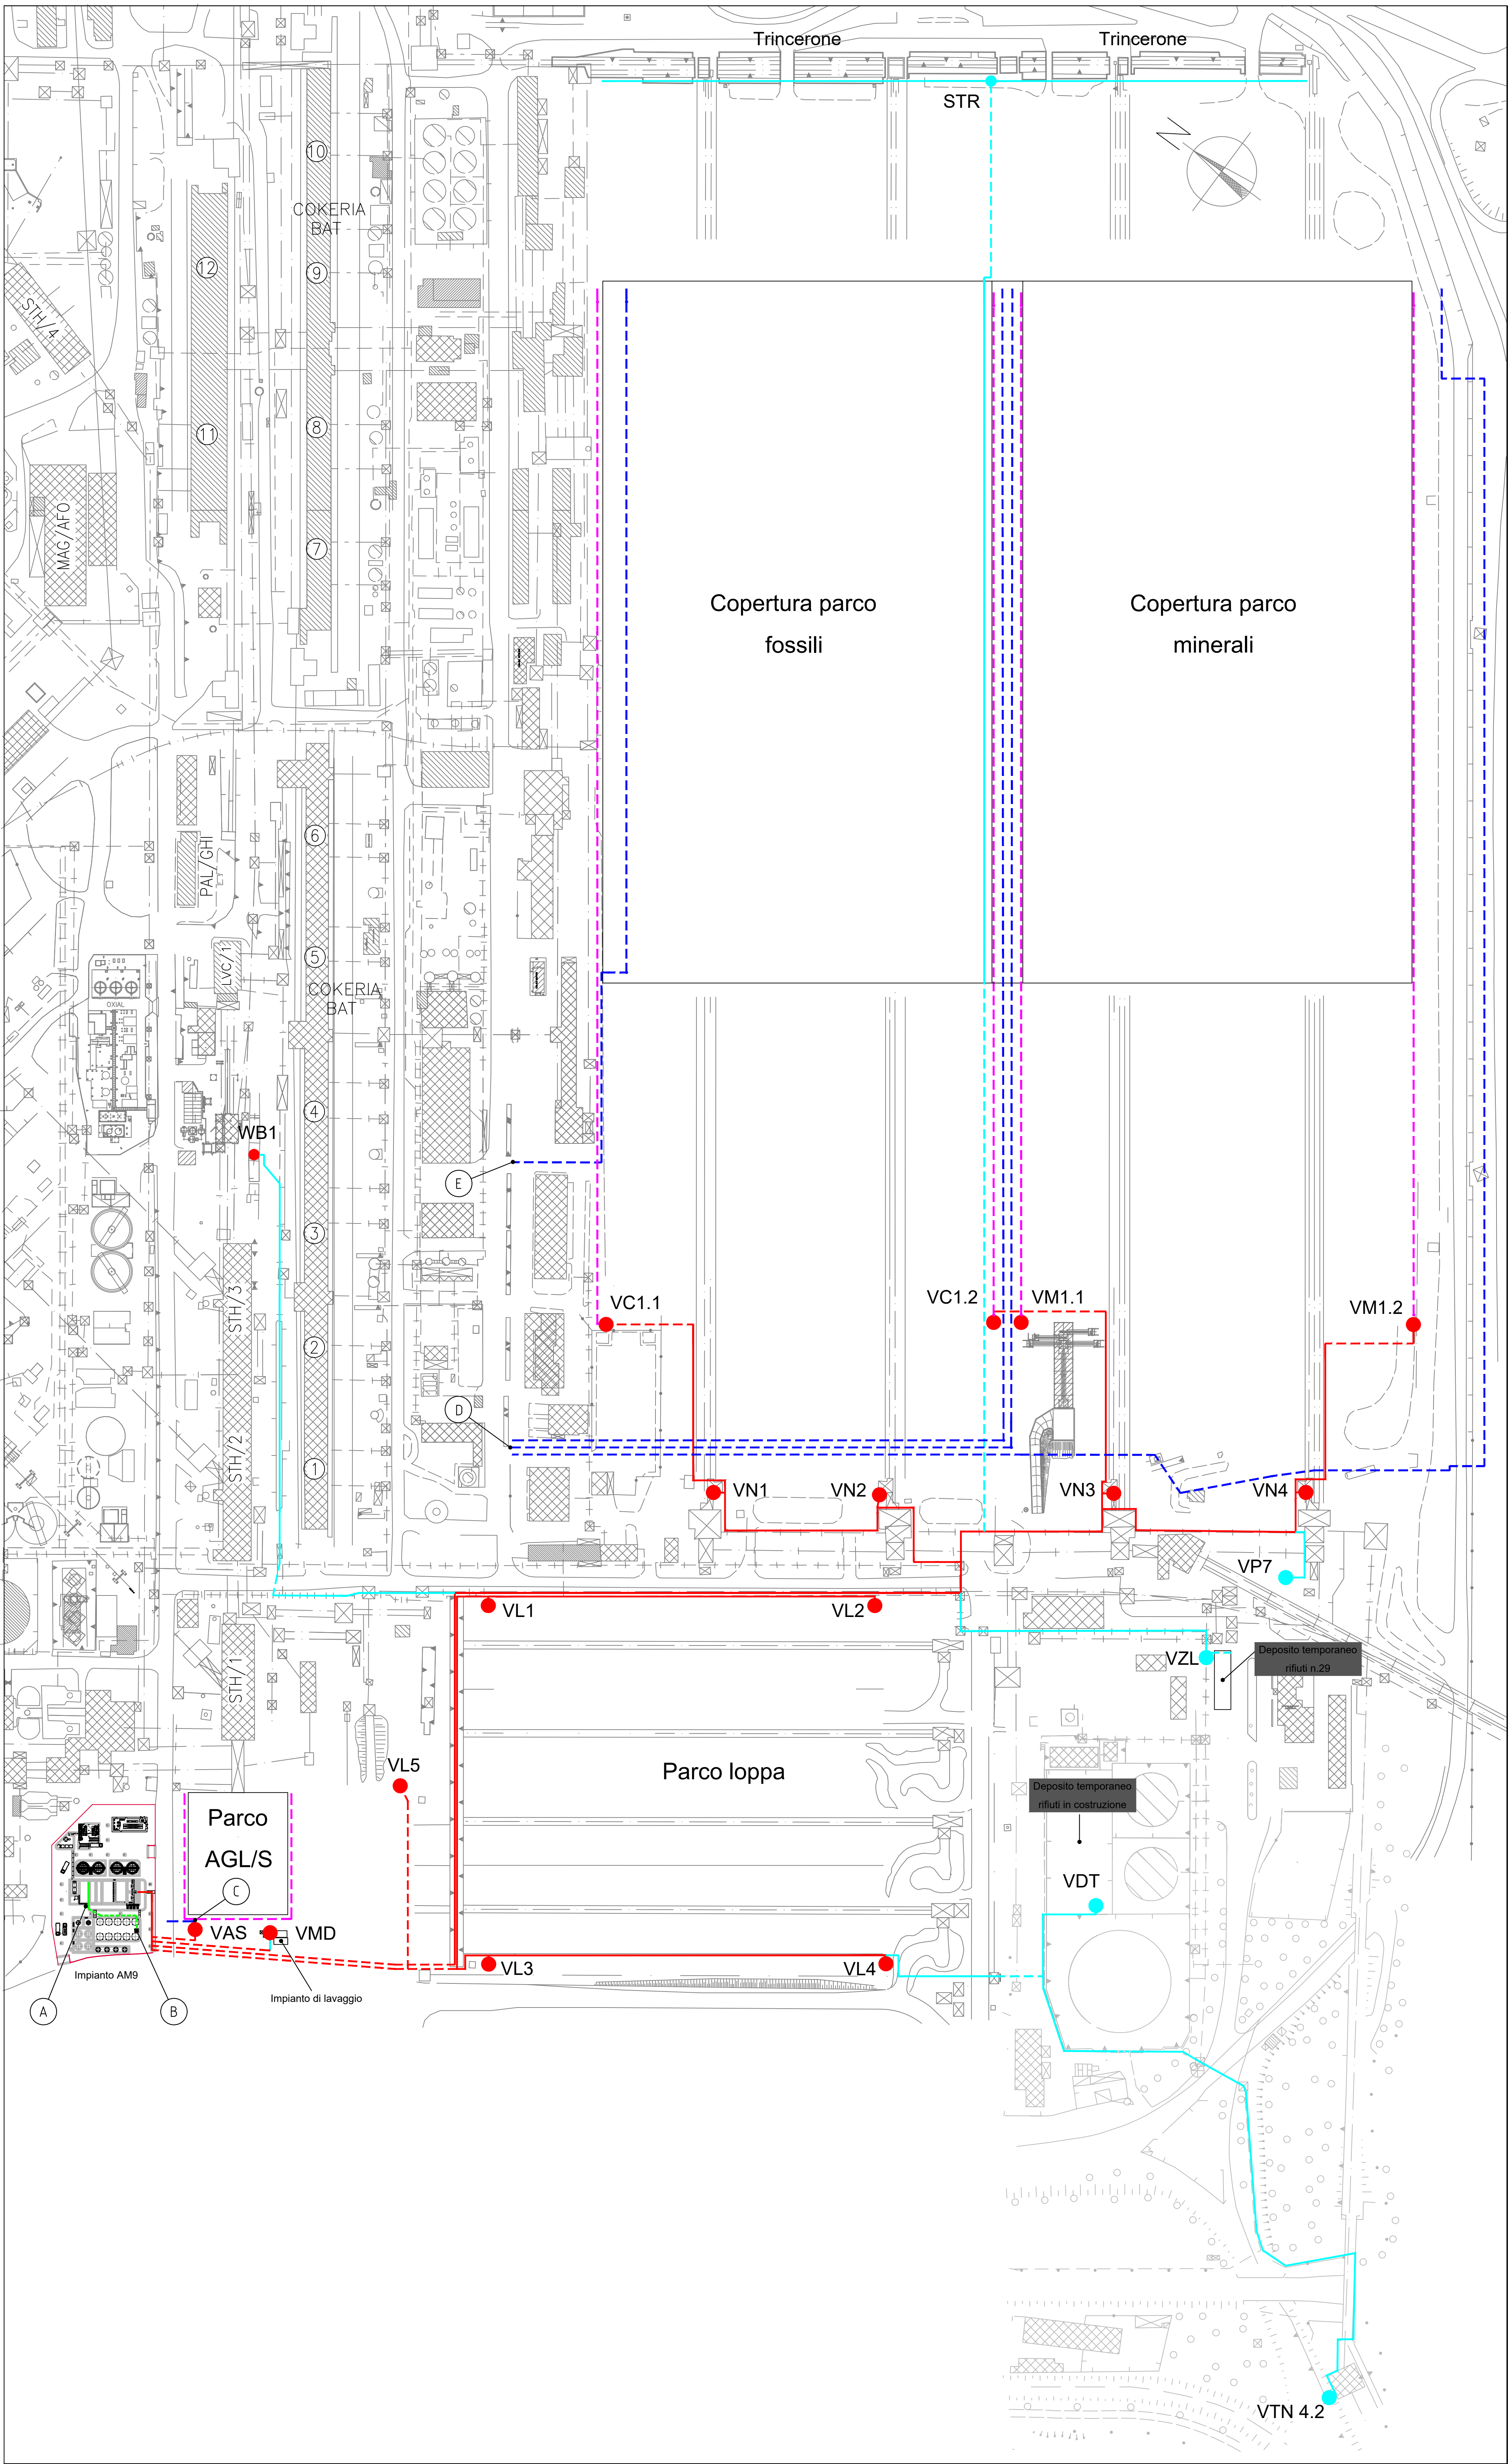 Trincerone
Trincerone
STR
N
10
COKERIA
BAT
9
12
STH/4
11
8
MAG/AFO
7
Copertura parco
fossili
Copertura parco
minerali
6
PAL/GHI
5
LVC/1
COKERIA
BAT
OXIAL
4
WB1
E
3
STH/3
VC1.1
VC1.2
VM1.1
VM1.2
2
D
STH/2
1
VN1
VN2
VN3
VN4
VP7
VL1
VL2
VZL
Deposito temporaneo
rifiuti n.29
STH/1
VL5
Parco loppa
Deposito temporaneo
rifiuti in costruzione
Parco
AGL/S
C
VDT
VAS
VMD
VL3
VL4
Impianto AM9
Impianto di lavaggio
A
B
VTN 4.2